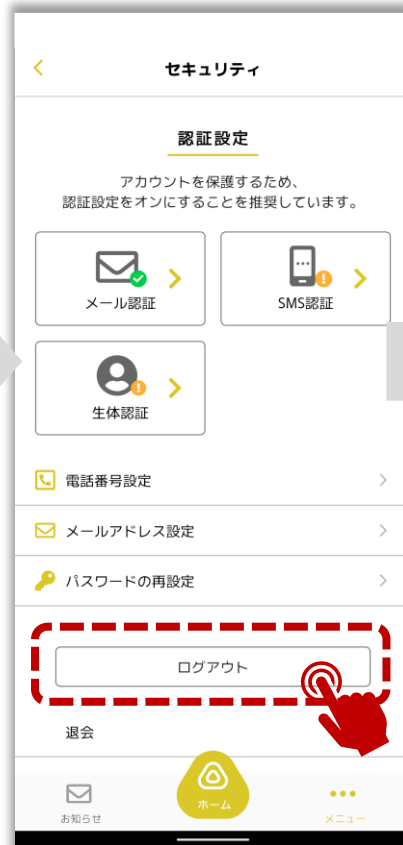 セキュリティ
認証設定
アカウントを保護するため、
認証設定をオンにすることを推奨しています。
メール認証
SMS認証
生体認証
電話番号設定
メールアドレス設定
パスワードの再設定
ログアウト
退会
お知らせ
ホーム
メニュー